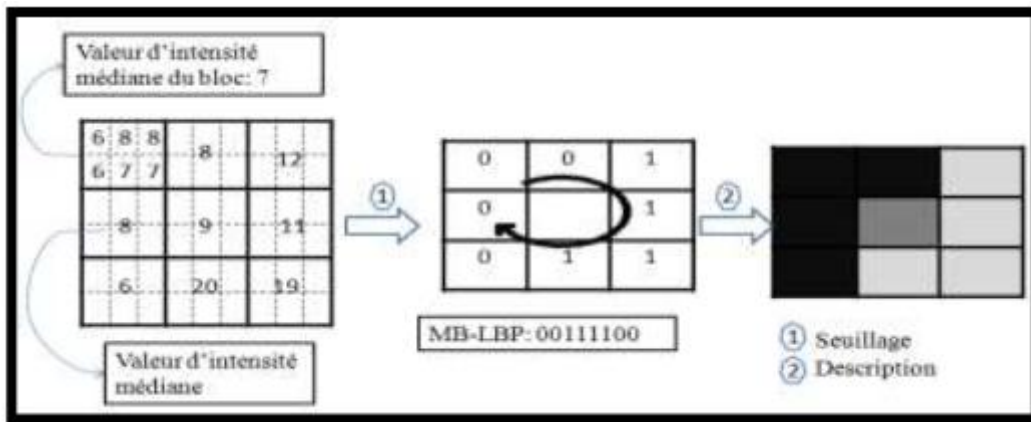 Valeur d'intensité
médiane du bloc: 7
6 8 8
6 7 7
8
12
8
9
11
6
20
19
Valeur d'intensité
médiane
①
0 0 1
0 1
0 1 1
MB-LBP: 00111100
②
① Seuillage
② Description